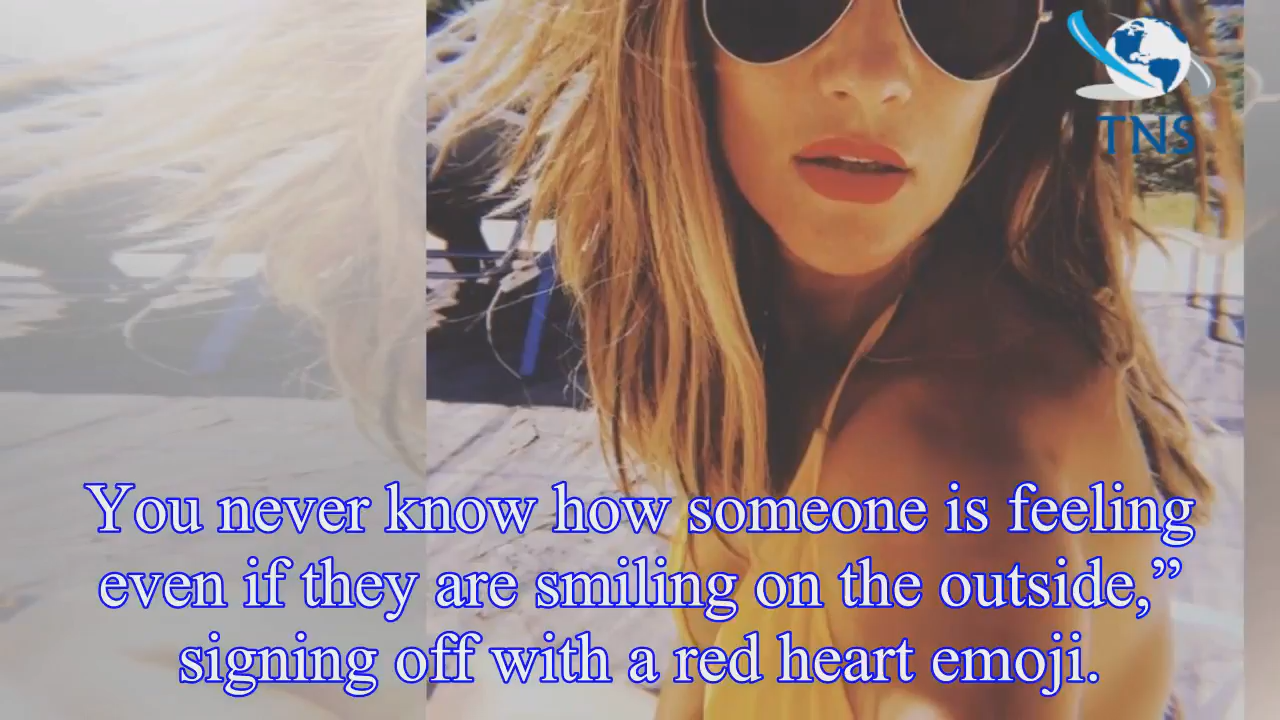 TNS
You never know how someone is feeling
even if they are smiling on the outside,”
signing off with a red heart emoji.